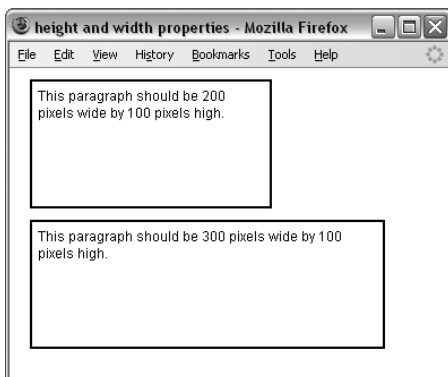 height and width properties - Mozilla Firefox
File Edit View History Bookmarks Tools Help
This paragraph should be 200
pixels wide by 100 pixels high.
This paragraph should be 300 pixels wide by 100
pixels high.